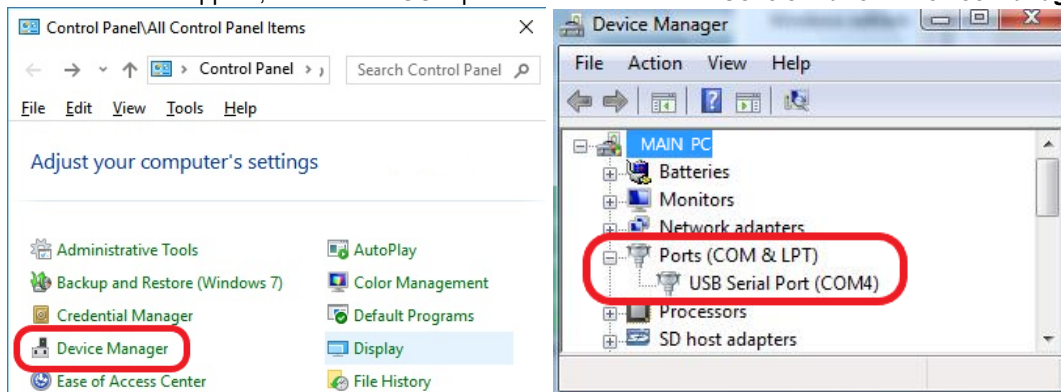 Control Panel\All Control Panel Items
Control Panel
Search Control Panel
File Edit View Tools Help
Adjust your computer's settings
Administrative Tools
AutoPlay
Backup and Restore (Windows 7)
Color Management
Credential Manager
Default Programs
Device Manager
Display
Ease of Access Center
File History
Device Manager
File Action View Help
MAIN PC
Batteries
Monitors
Network adapters
Ports (COM & LPT)
USB Serial Port (COM4)
Processors
SD host adapters